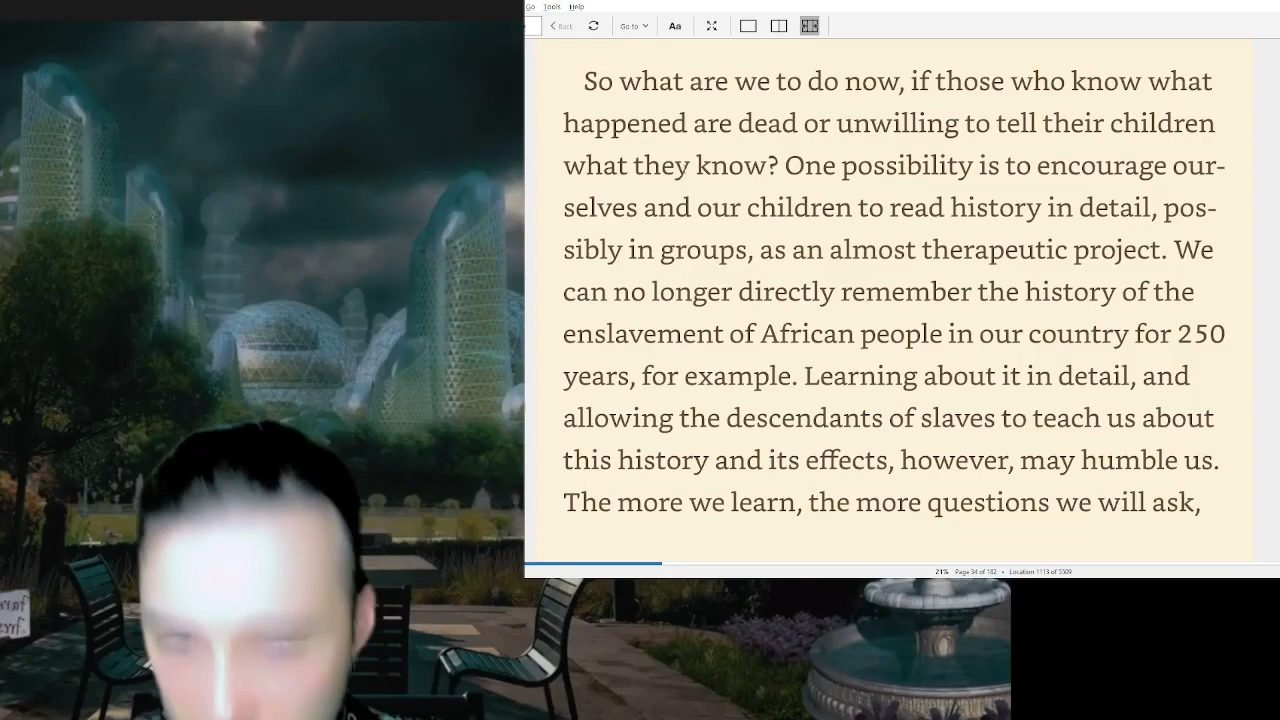 Go Tools Help
Back Go to Aa
So what are we to do now, if those who know what
happened are dead or unwilling to tell their children
what they know? One possibility is to encourage our-
selves and our children to read history in detail, pos-
sibly in groups, as an almost therapeutic project. We
can no longer directly remember the history of the
enslavement of African people in our country for 250
years, for example. Learning about it in detail, and
allowing the descendants of slaves to teach us about
this history and its effects, however, may humble us.
The more we learn, the more questions we will ask,
21% Page 34 of 182 • Location 1113 of 5509